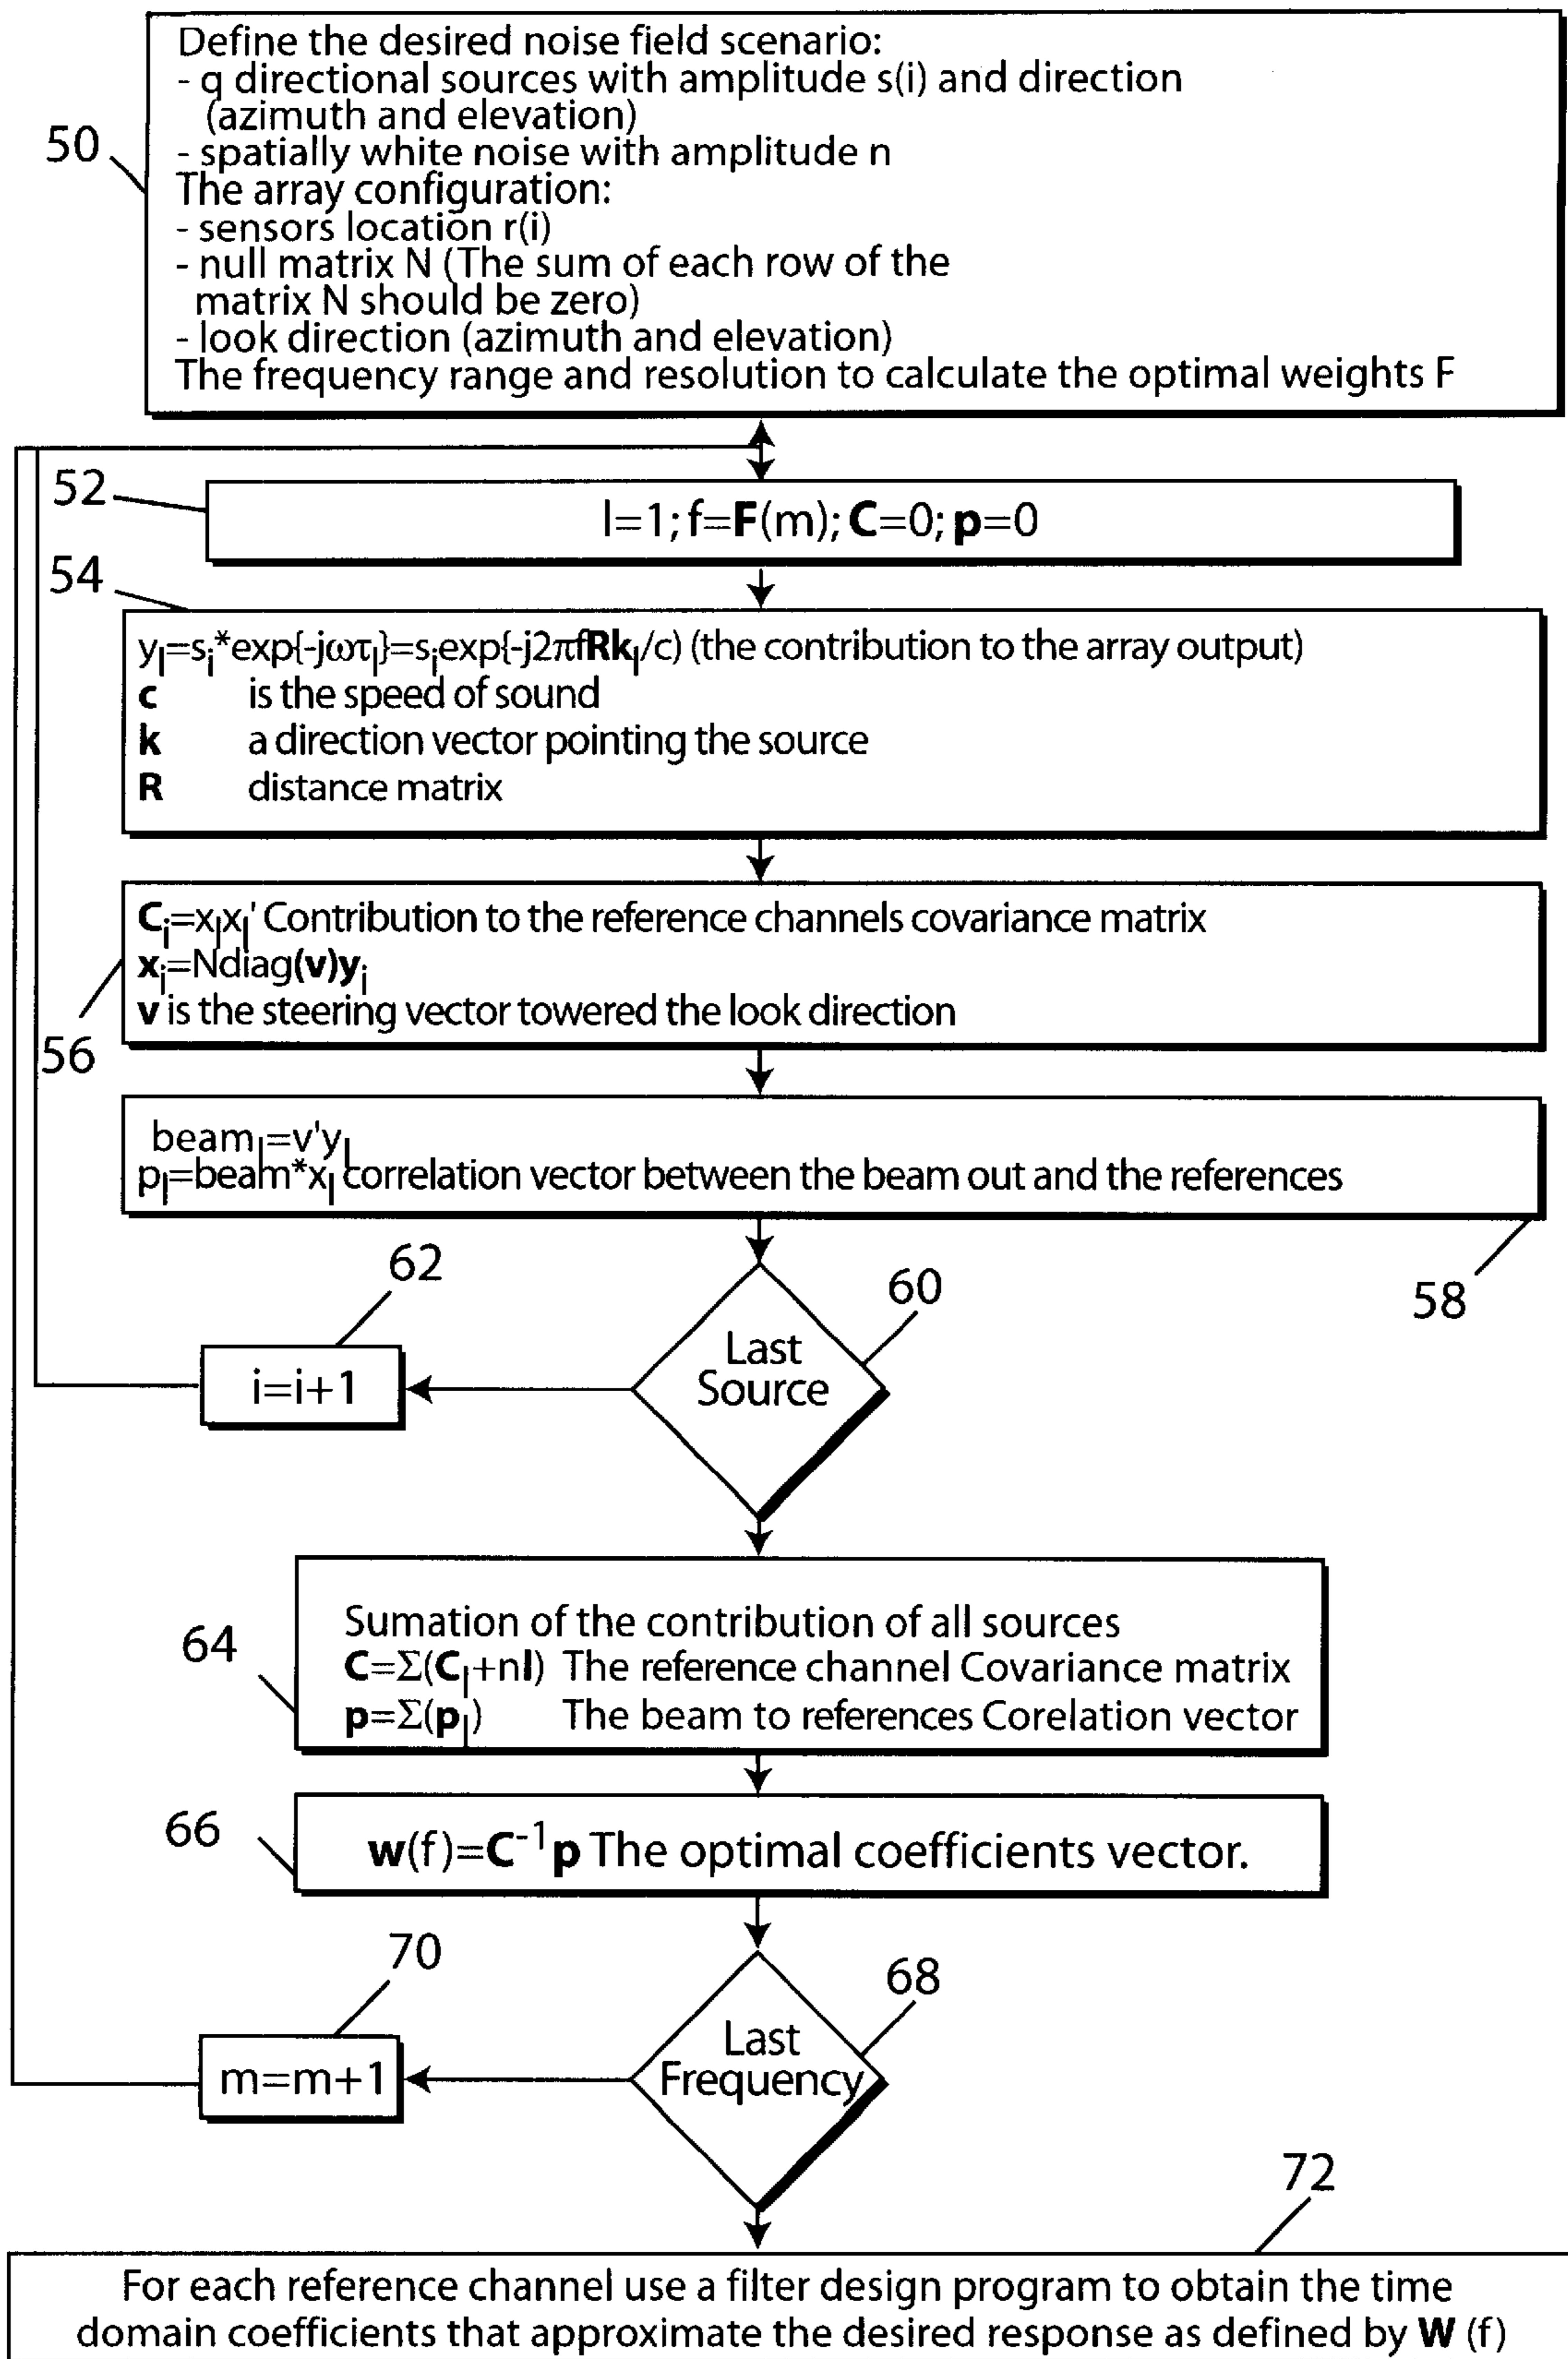 Define the desired noise field scenario:
- q directional sources with amplitude s(i) and direction
(azimuth and elevation)
50
- spatially white noise with amplitude n
The array configuration:
- sensors location r(i)
- null matrix N (The sum of each row of the
matrix N should be zero)
- look direction (azimuth and elevation)
The frequency range and resolution to calculate the optimal weights F
52
l=1; f=F(m); C=0; p=0
54
yₗ=sᵢ*exp{-jωτₗ}=sᵢexp{-j2πfRkₗ/c) (the contribution to the array output)
c is the speed of sound
k a direction vector pointing the source
R distance matrix
Cᵢ=xₗxₗ' Contribution to the reference channels covariance matrix
xᵢ=Ndiag(v)yᵢ
v is the steering vector towered the look direction
56
beamₗ=v'yₗ
pₗ=beam*xₗ correlation vector between the beam out and the references
58
62
60
Last
Source
i=i+1
Sumation of the contribution of all sources
64
C=Σ(Cₗ+nI) The reference channel Covariance matrix
p=Σ(pₗ) The beam to references Corelation vector
66
w(f)=C⁻¹p The optimal coefficients vector.
70
68
Last
Frequency
m=m+1
72
For each reference channel use a filter design program to obtain the time
domain coefficients that approximate the desired response as defined by W (f)